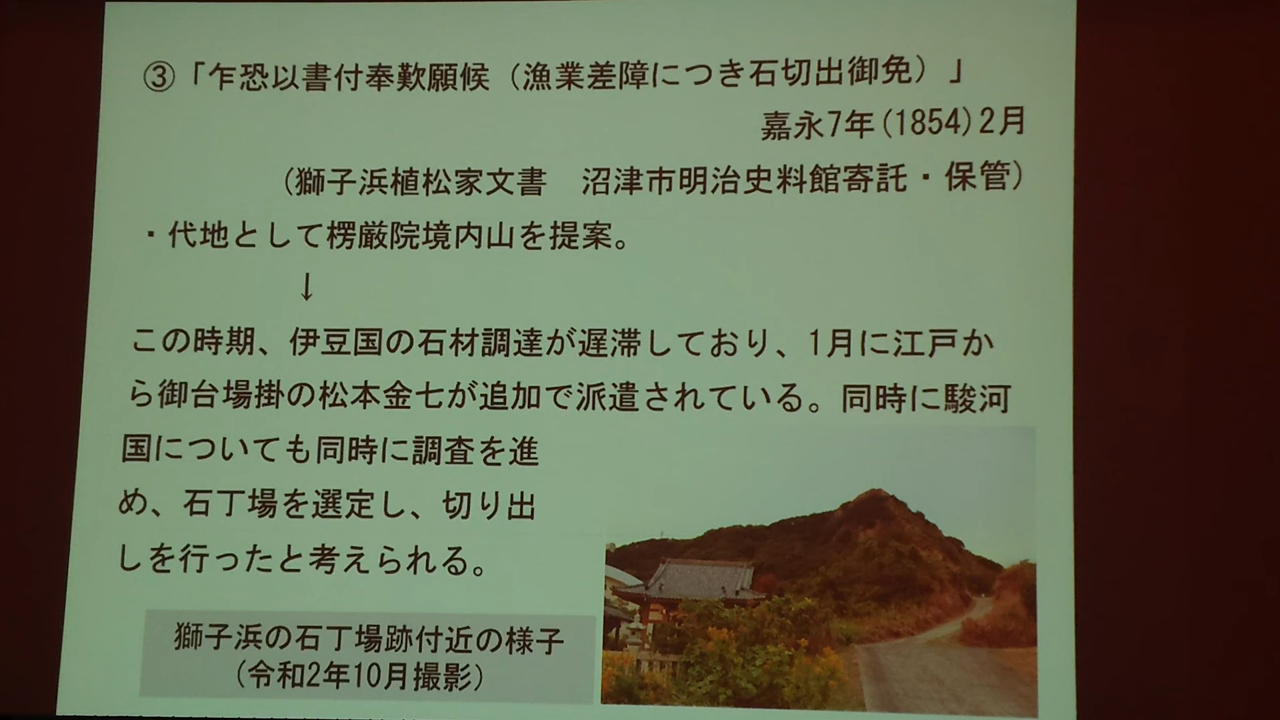 ③「乍恐以書付奉歎願候（漁業差障につき石切出御免）」
嘉永7年(1854)2月
（獅子浜植松家文書　沼津市明治史料館寄託・保管）
・代地として楞厳院境内山を提案。
↓
この時期、伊豆国の石材調達が遅滞しており、1月に江戸か
ら御台場掛の松本金七が追加で派遣されている。同時に駿河
国についても同時に調査を進
め、石丁場を選定し、切り出
しを行ったと考えられる。
獅子浜の石丁場跡付近の様子
（令和2年10月撮影）